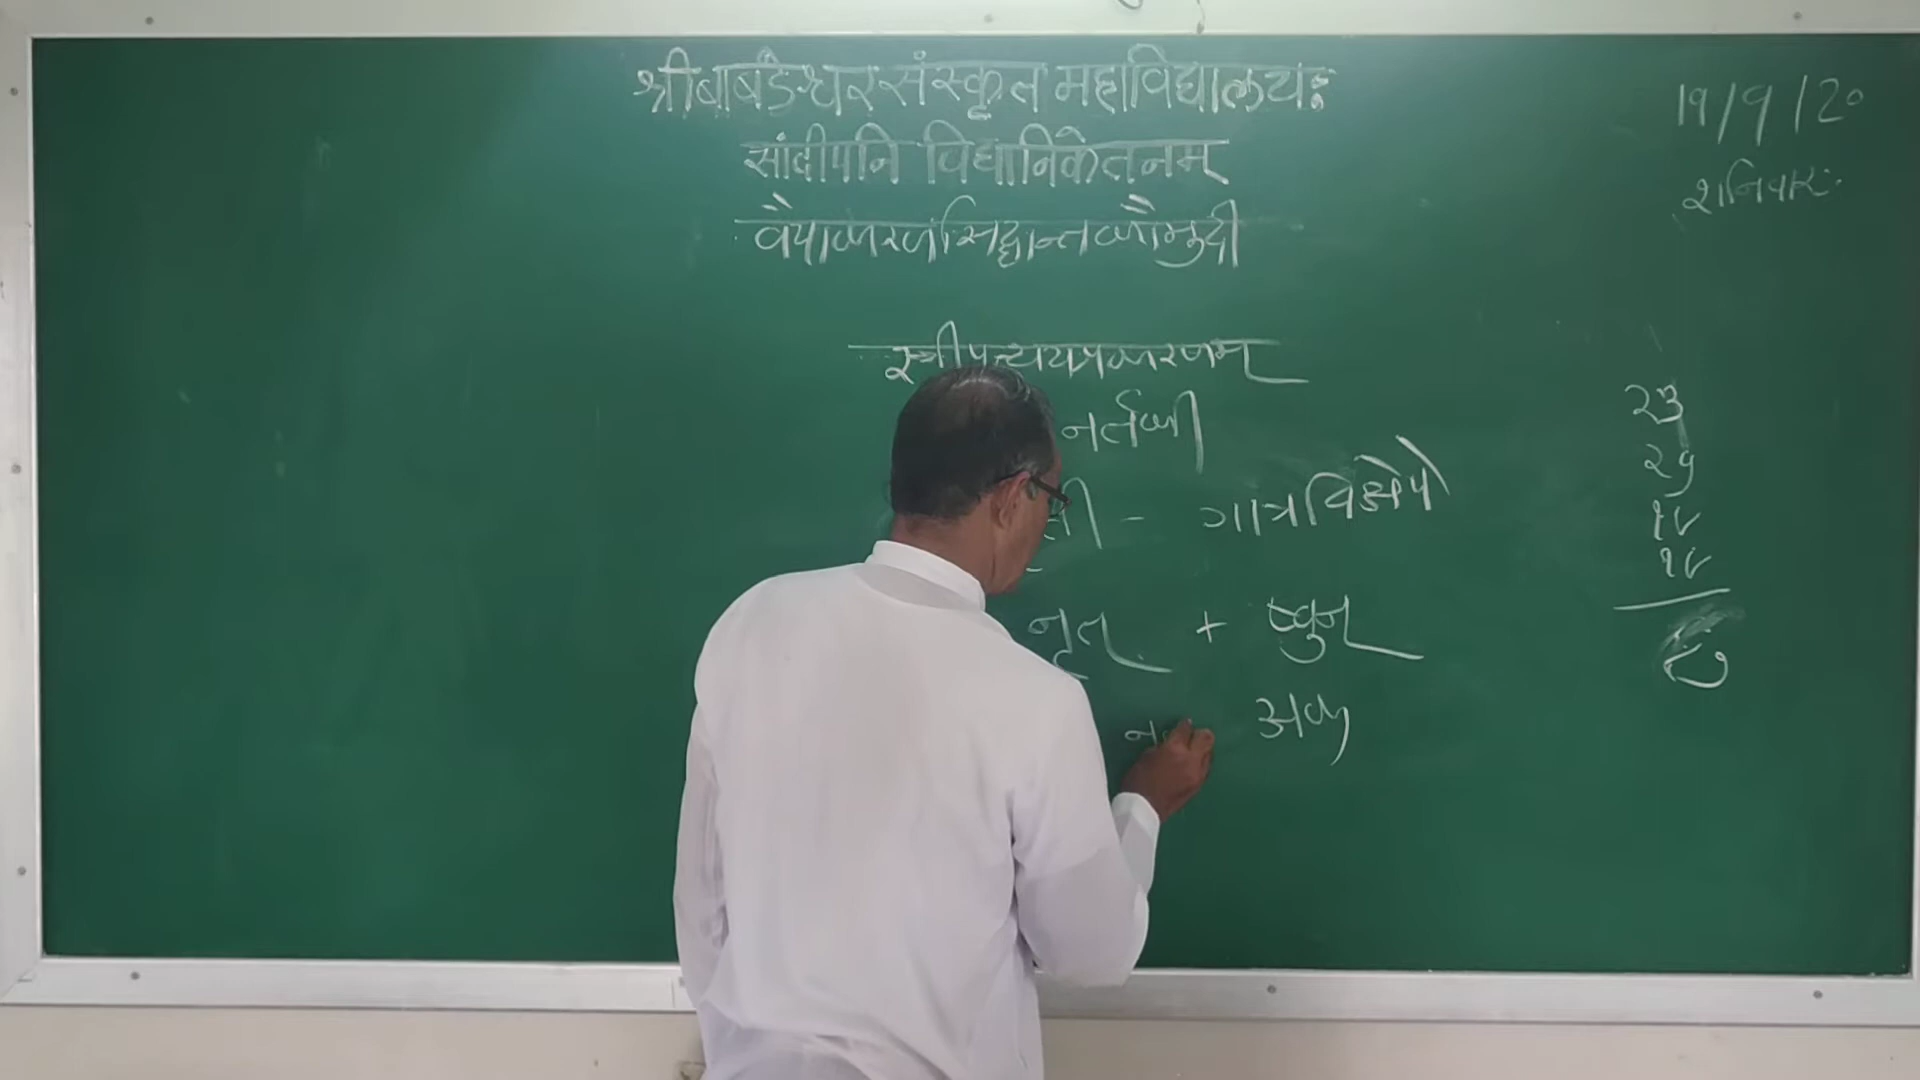 श्रीबाबडेश्वरसंस्कृत महाविद्यालयः
सांदीपनि विद्यानिकेतनम्
वैयाकरणसिद्धान्तकौमुदी
19/9/20
शनिवारः
स्त्रीप्रत्ययप्रकरणम्
नर्तकी
ती - गात्रविक्षेपे
नृत् + ष्वुन्
अक
न
२३
२१
१८
१८